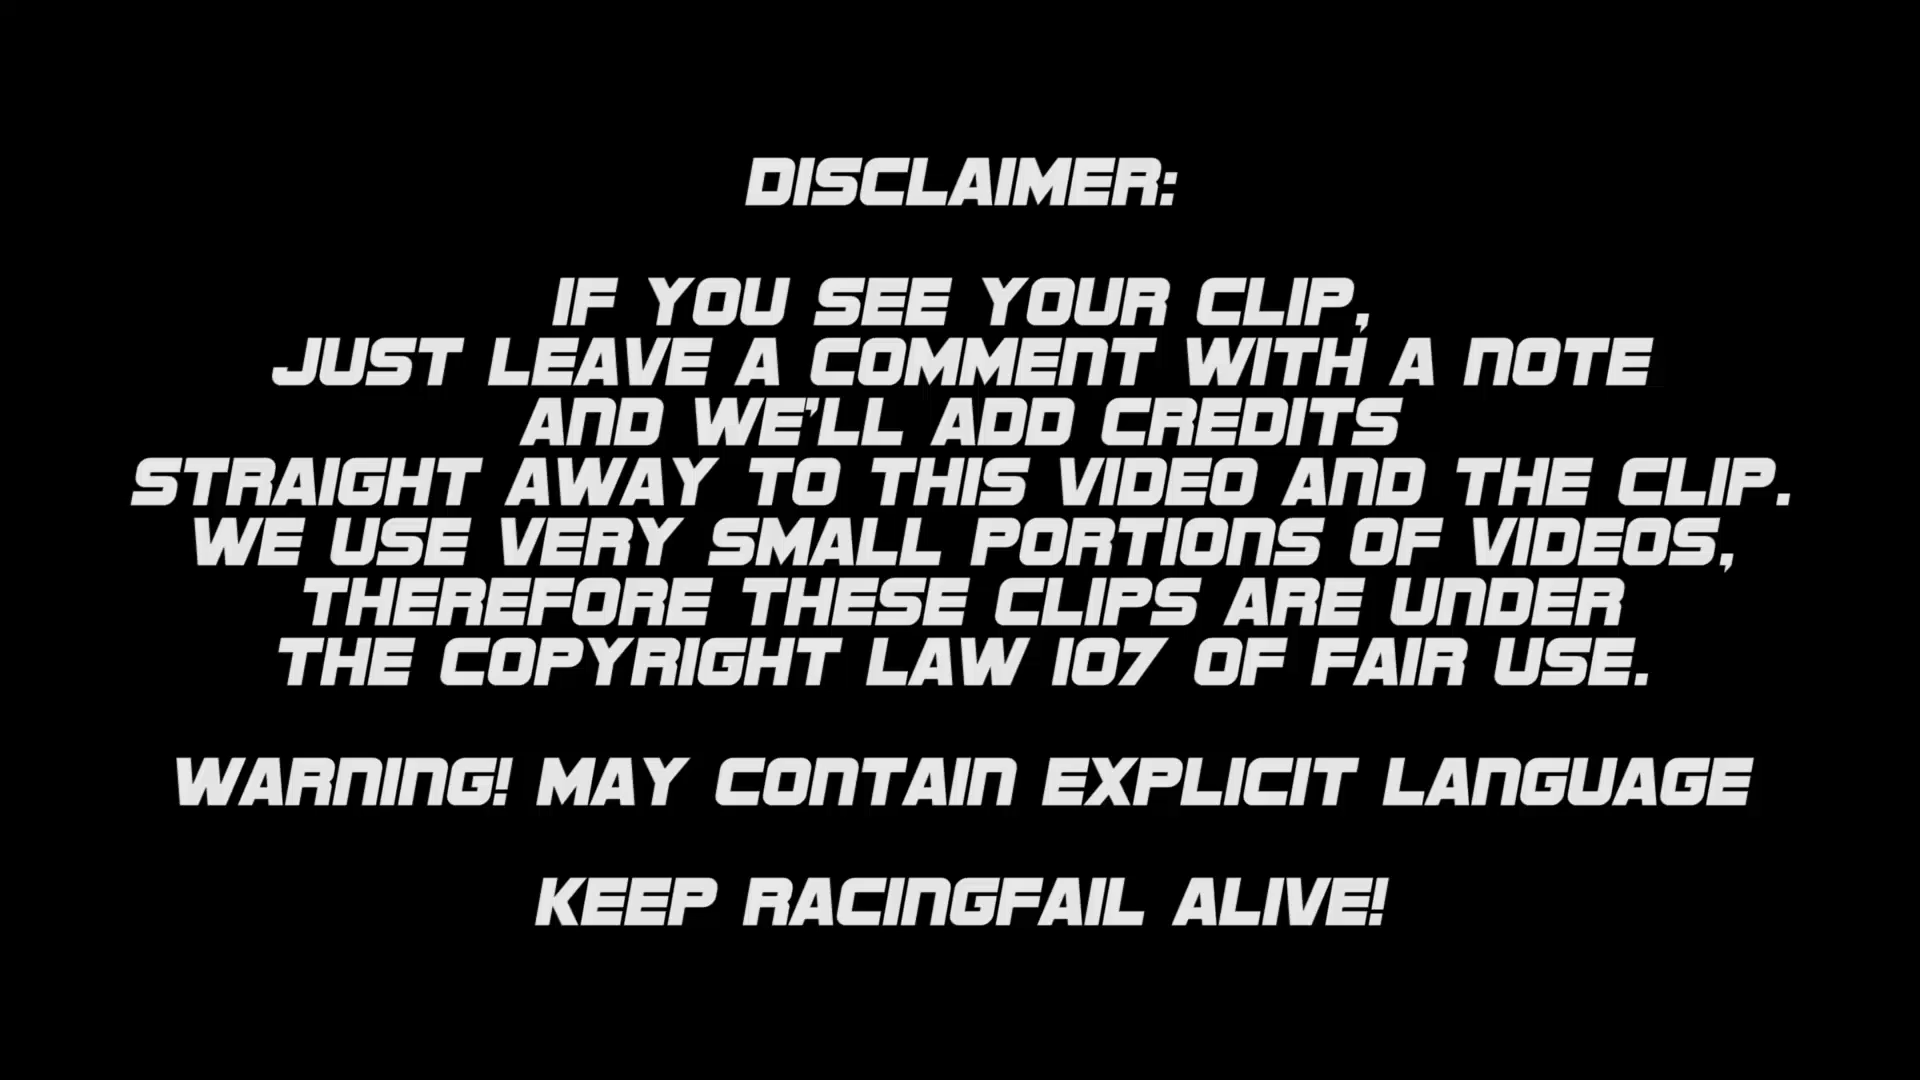 DISCLAIMER:
IF YOU SEE YOUR CLIP,
JUST LEAVE A COMMENT WITH A NOTE
AND WE'LL ADD CREDITS
STRAIGHT AWAY TO THIS VIDEO AND THE CLIP.
WE USE VERY SMALL PORTIONS OF VIDEOS,
THEREFORE THESE CLIPS ARE UNDER
THE COPYRIGHT LAW 107 OF FAIR USE.
WARNING! MAY CONTAIN EXPLICIT LANGUAGE
KEEP RACINGFAIL ALIVE!